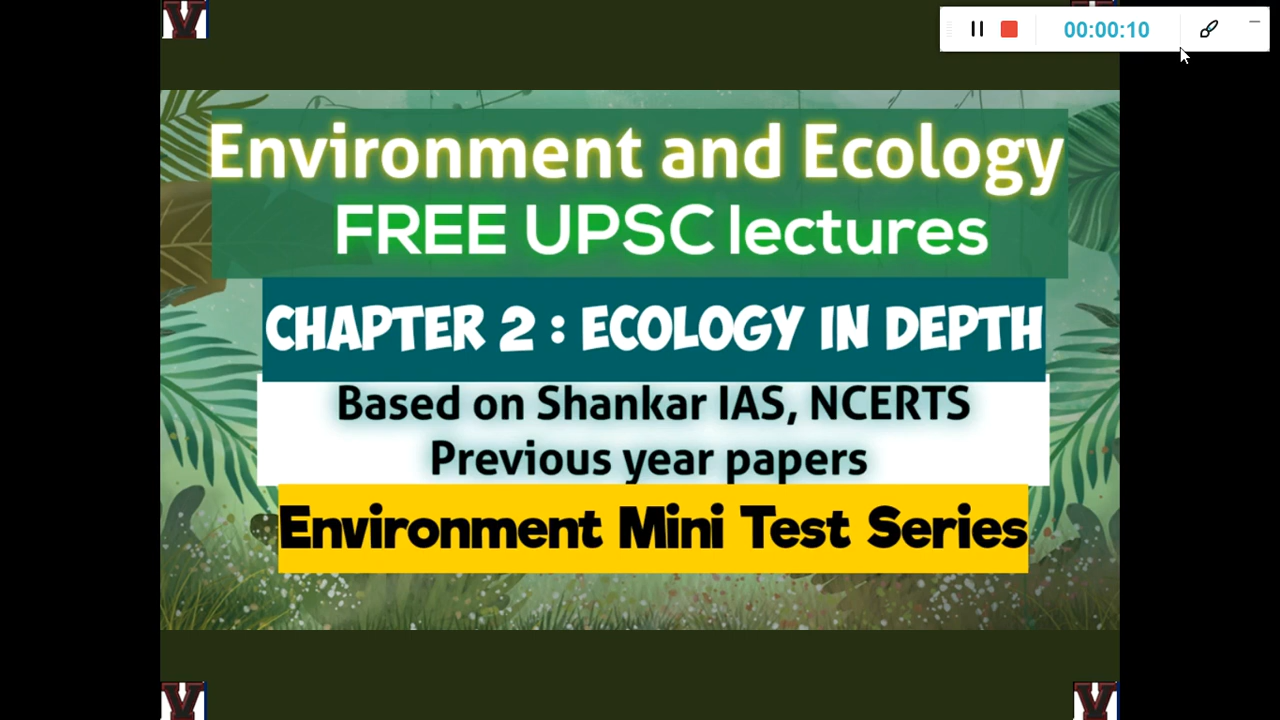 V
00:00:10
Environment and Ecology
FREE UPSC lectures
CHAPTER 2 : ECOLOGY IN DEPTH
Based on Shankar IAS, NCERTS
Previous year papers
Environment Mini Test Series
V
V